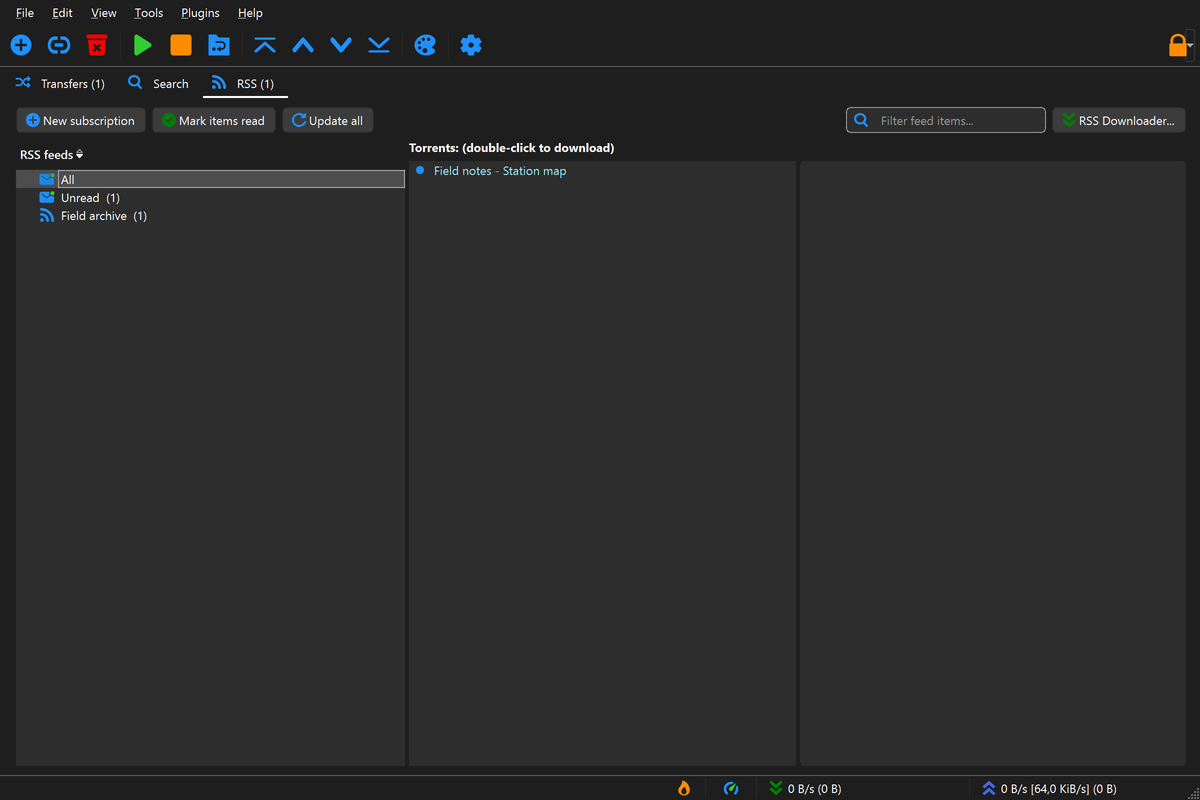 File Edit View Tools Plugins Help
Transfers (1) Search RSS (1)
New subscription Mark items read Update all Filter feed items... RSS Downloader...
RSS feeds
Torrents: (double-click to download)
All
Unread (1)
Field archive (1)
Field notes - Station map
0 B/s (0 B) 0 B/s [64,0 KiB/s] (0 B)